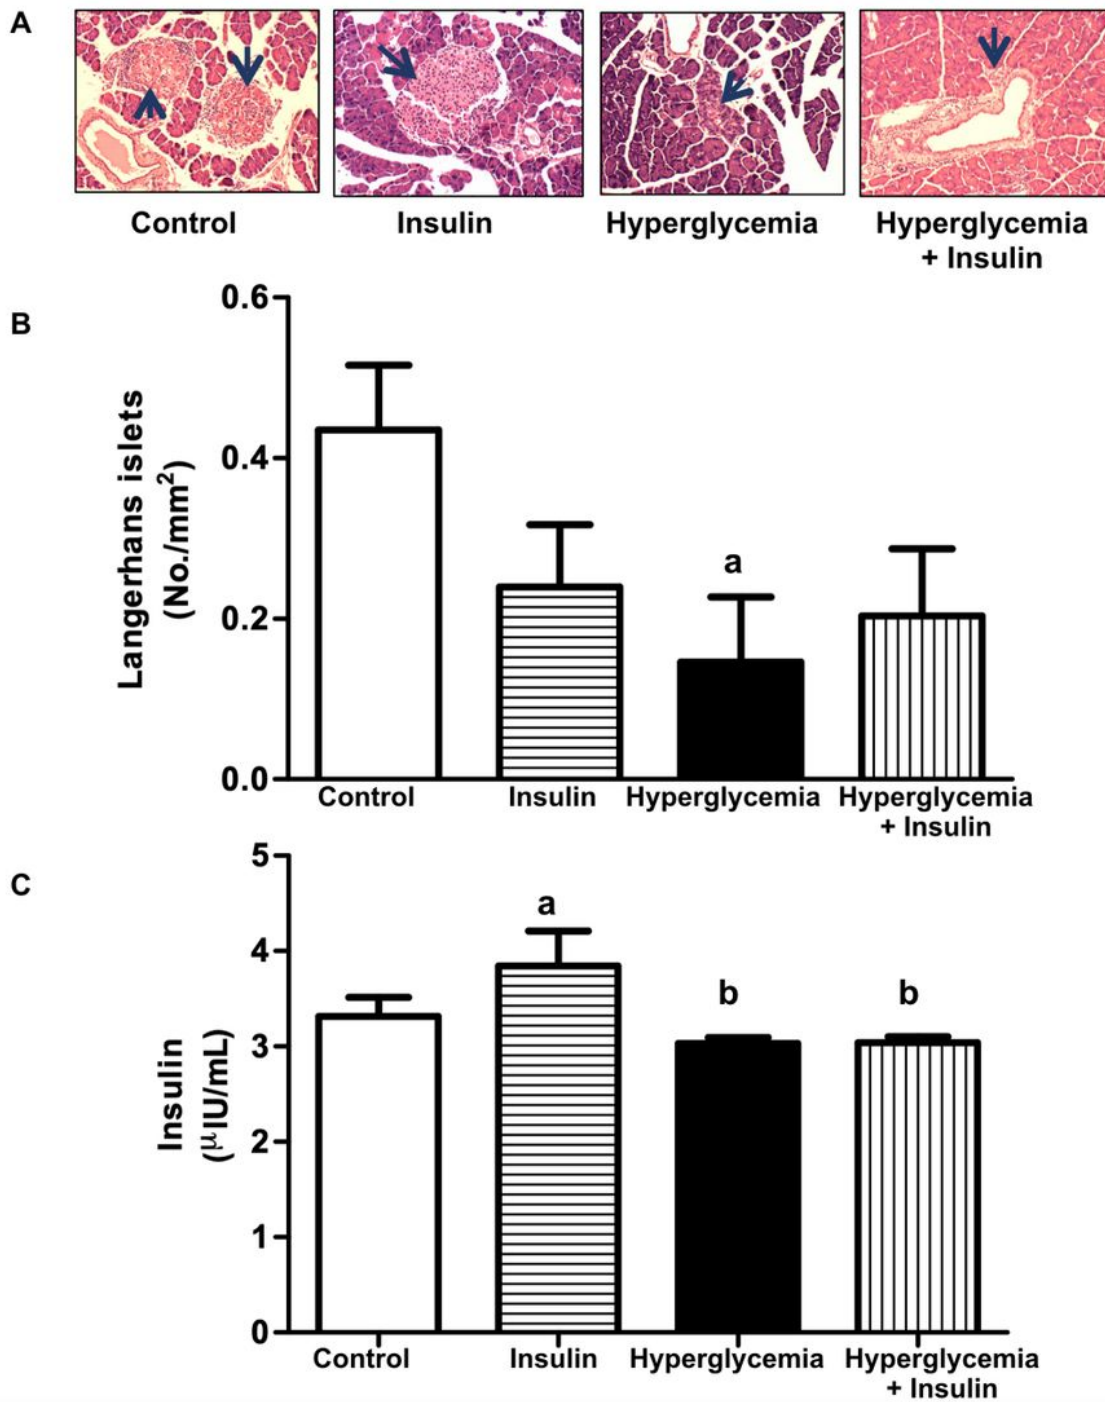 A
Control
Insulin
Hyperglycemia
Hyperglycemia
+ Insulin
B
Langerhans islets
(No./mm²)
0.6
0.4
0.2
0.0
a
Control
Insulin
Hyperglycemia
Hyperglycemia
+ Insulin
C
Insulin
(µIU/mL)
5
4
3
2
1
0
a
b
b
Control
Insulin
Hyperglycemia
Hyperglycemia
+ Insulin